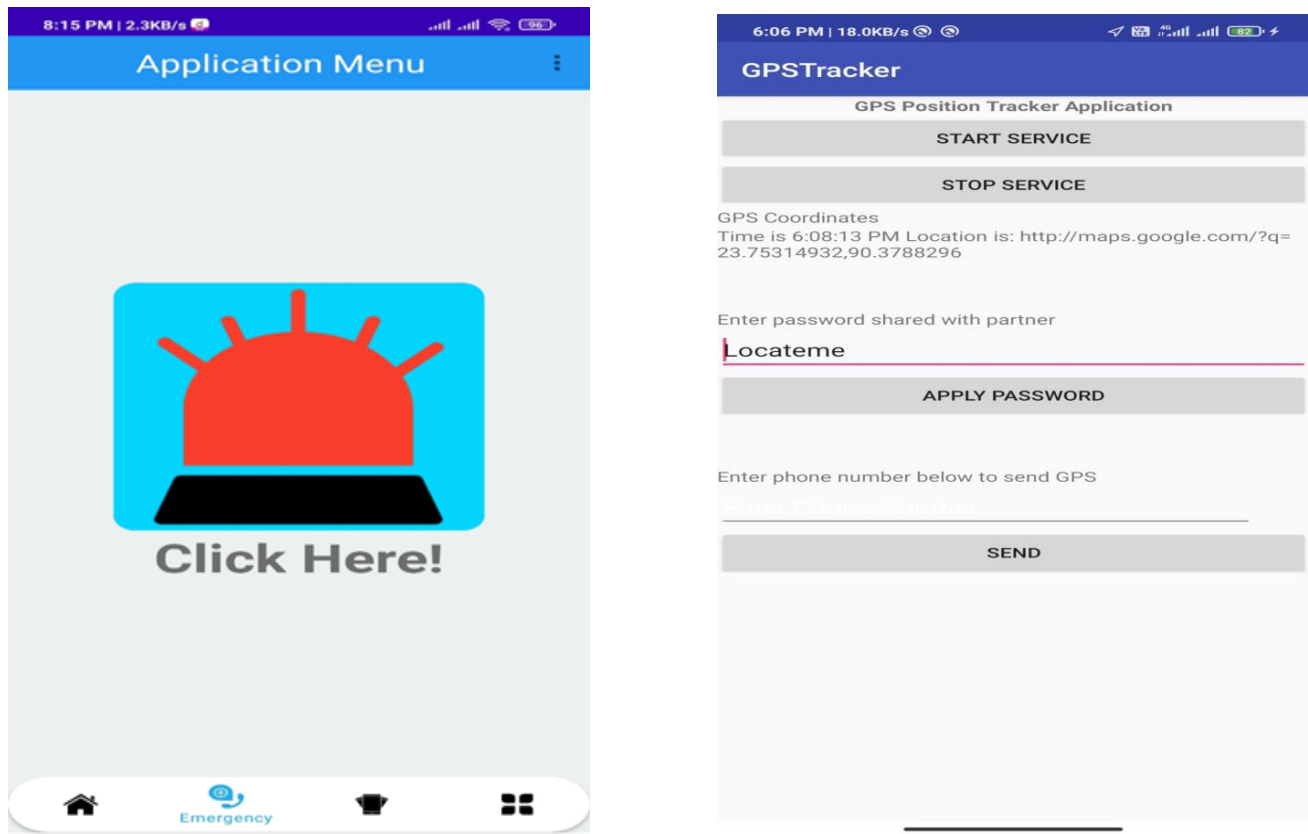 8:15 PM | 2.3KB/s
96
Application Menu
Click Here!
Emergency
6:06 PM | 18.0KB/s
4G
82
GPSTracker
GPS Position Tracker Application
START SERVICE
STOP SERVICE
GPS Coordinates
Time is 6:08:13 PM Location is: http://maps.google.com/?q=
23.75314932,90.3788296
Enter password shared with partner
Locateme
APPLY PASSWORD
Enter phone number below to send GPS
Enter Phone Number
SEND